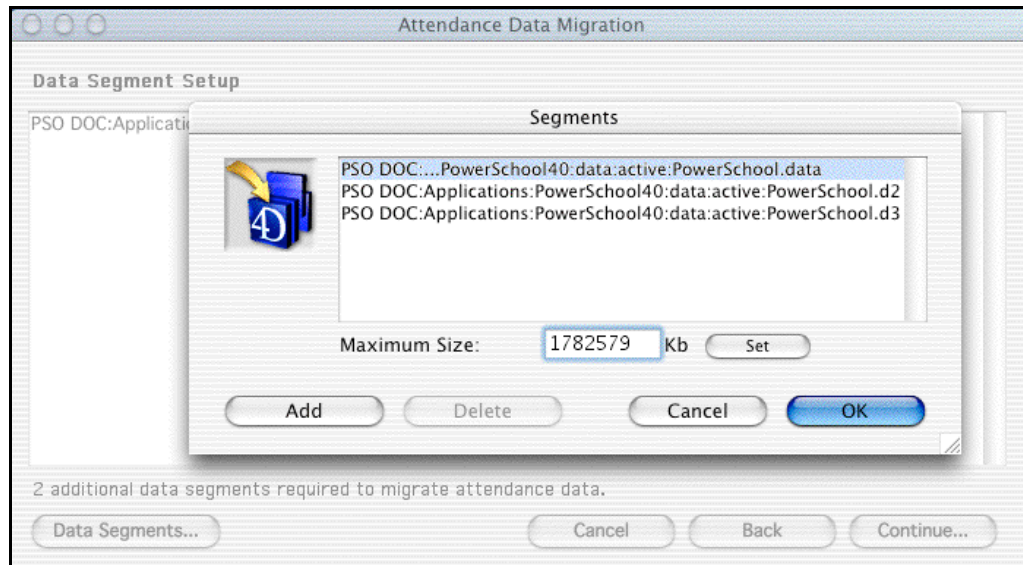 Attendance Data Migration
Data Segment Setup
PSO DOC:Applicati
Segments
4D
PSO DOC:...PowerSchool40:data:active:PowerSchool.data
PSO DOC:Applications:PowerSchool40:data:active:PowerSchool.d2
PSO DOC:Applications:PowerSchool40:data:active:PowerSchool.d3
Maximum Size: 1782579 Kb Set
Add Delete Cancel OK
2 additional data segments required to migrate attendance data.
Data Segments... Cancel Back Continue...